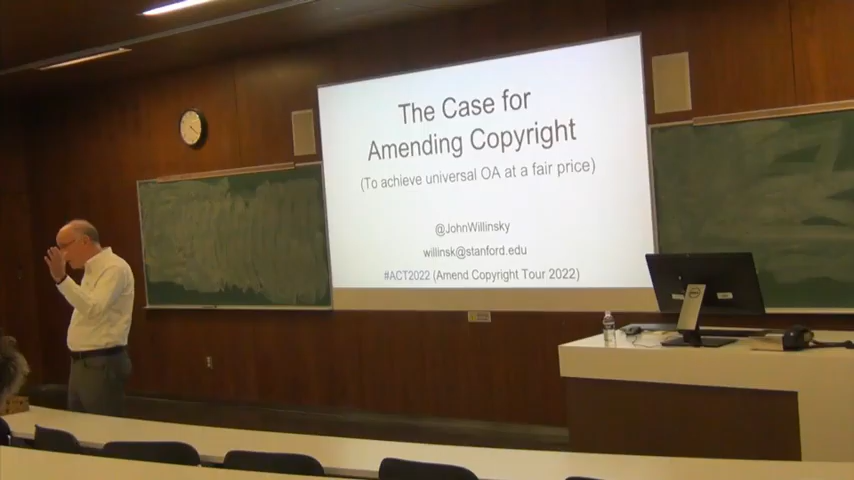 The Case for
Amending Copyright
(To achieve universal OA at a fair price)
@JohnWillinsky
willinsk@stanford.edu
#ACT2022 (Amend Copyright Tour 2022)